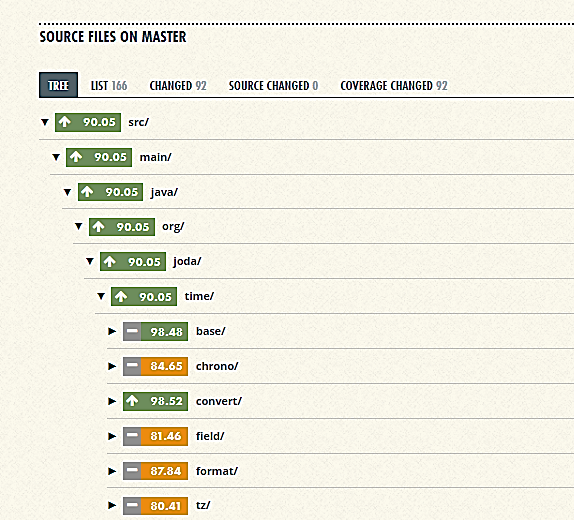 SOURCE FILES ON MASTER
TREE LIST 166 CHANGED 92 SOURCE CHANGED 0 COVERAGE CHANGED 92
90.05 src/
90.05 main/
90.05 java/
90.05 org/
90.05 joda/
90.05 time/
98.48 base/
84.65 chrono/
98.52 convert/
81.46 field/
87.84 format/
80.41 tz/